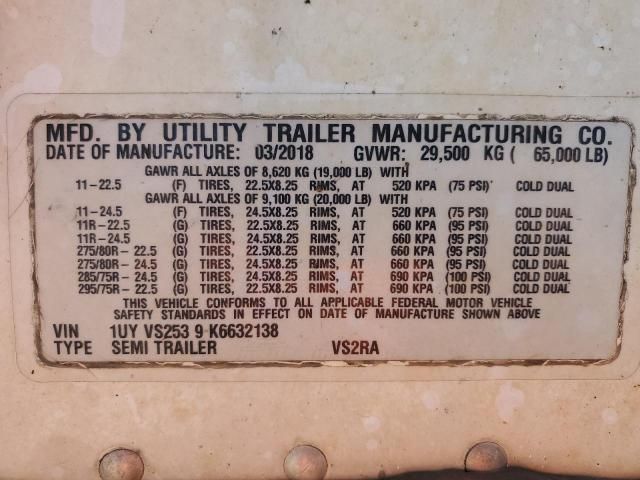 MFD. BY UTILITY TRAILER MANUFACTURING CO.
DATE OF MANUFACTURE: 03/2018 GVWR: 29,500 KG ( 65,000 LB)
GAWR ALL AXLES OF 8,620 KG (19,000 LB) WITH
11-22.5 (F) TIRES, 22.5X8.25 RIMS, AT 520 KPA (75 PSI) COLD DUAL
GAWR ALL AXLES OF 9,100 KG (20,000 LB) WITH
11-24.5 (F) TIRES, 24.5X8.25 RIMS, AT 520 KPA (75 PSI) COLD DUAL
11R-22.5 (G) TIRES, 22.5X8.25 RIMS, AT 660 KPA (95 PSI) COLD DUAL
11R-24.5 (G) TIRES, 24.5X8.25 RIMS, AT 660 KPA (95 PSI) COLD DUAL
275/80R-22.5 (G) TIRES, 22.5X8.25 RIMS, AT 660 KPA (95 PSI) COLD DUAL
275/80R-24.5 (G) TIRES, 24.5X8.25 RIMS, AT 660 KPA (95 PSI) COLD DUAL
285/75R-24.5 (G) TIRES, 24.5X8.25 RIMS, AT 690 KPA (100 PSI) COLD DUAL
295/75R-22.5 (G) TIRES, 22.5X8.25 RIMS, AT 690 KPA (100 PSI) COLD DUAL
THIS VEHICLE CONFORMS TO ALL APPLICABLE FEDERAL MOTOR VEHICLE
SAFETY STANDARDS IN EFFECT ON DATE OF MANUFACTURE SHOWN ABOVE
VIN 1UY VS253 9 K6632138
TYPE SEMI TRAILER VS2RA